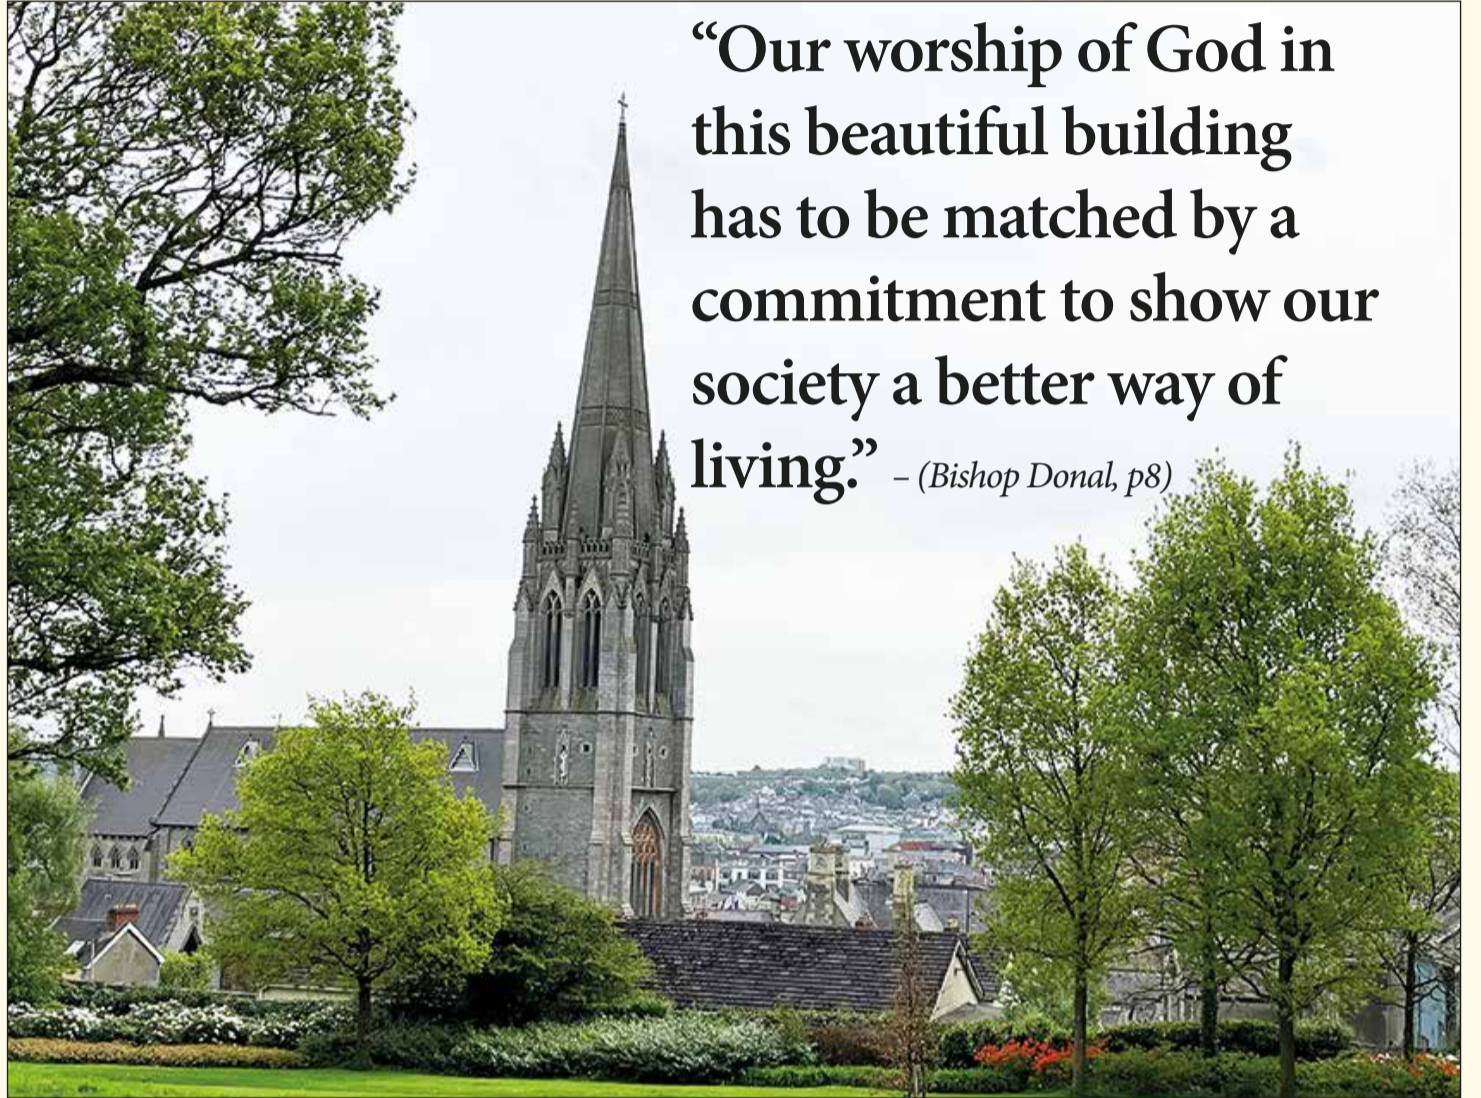 “Our worship of God in
this beautiful building
has to be matched by a
commitment to show our
society a better way of
living.” – (Bishop Donal, p8)